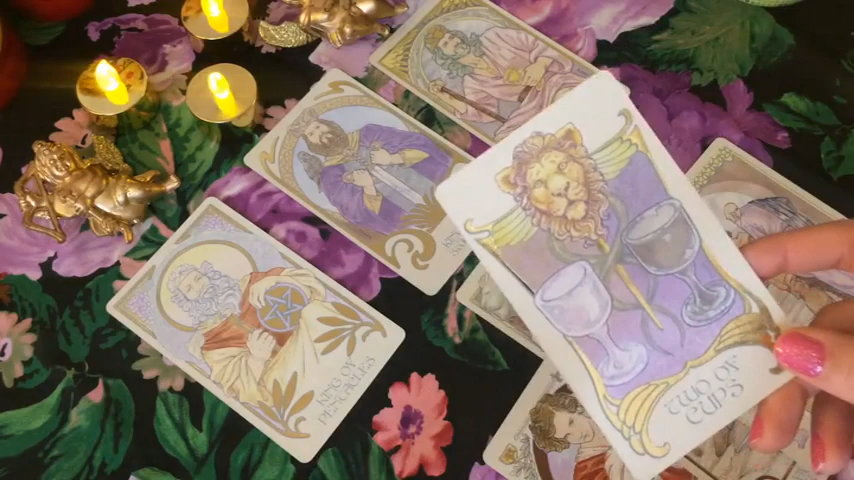 KING OF
PENTACLES
TWO OF
CUPS